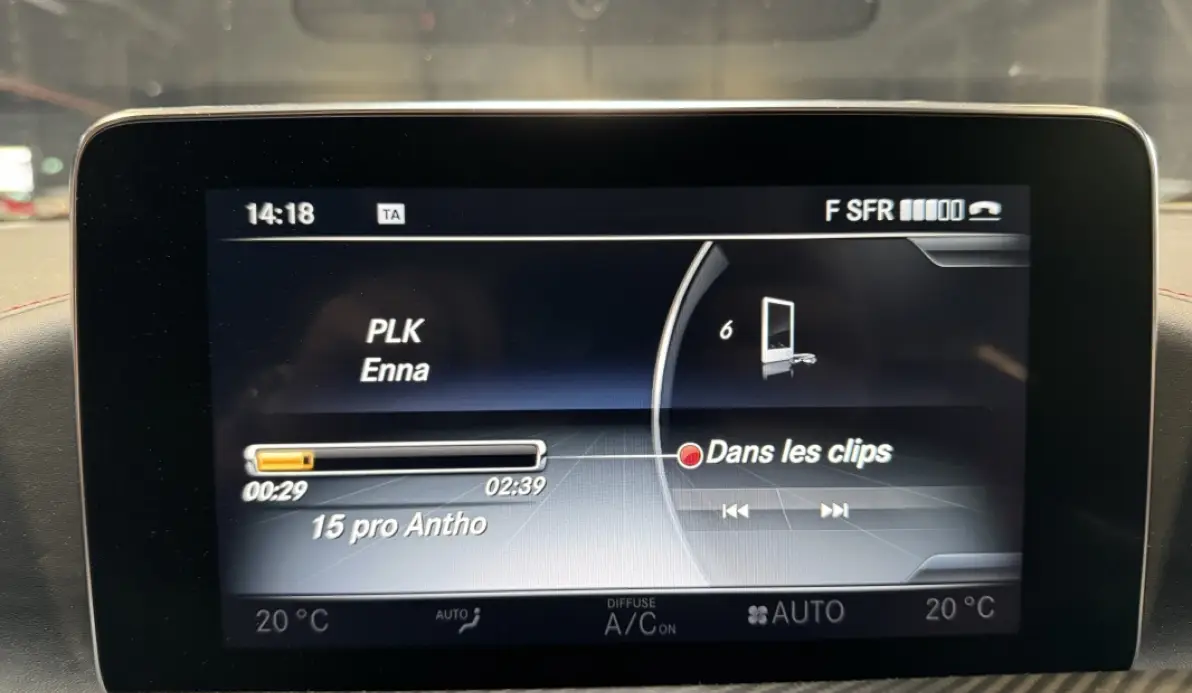 14:18 TA F SFR
PLK
Enna
6
Dans les clips
00:29 02:39
15 pro Antho
20 °C AUTO DIFFUSE A/C ON AUTO 20 °C